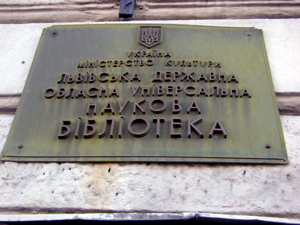 УКРАЇНА
МІНІСТЕРСТВО КУЛЬТУРИ
ЛЬВІВСЬКА ДЕРЖАВНА
ОБЛАСНА УНІВЕРСАЛЬНА
НАУКОВА
БІБЛІОТЕКА